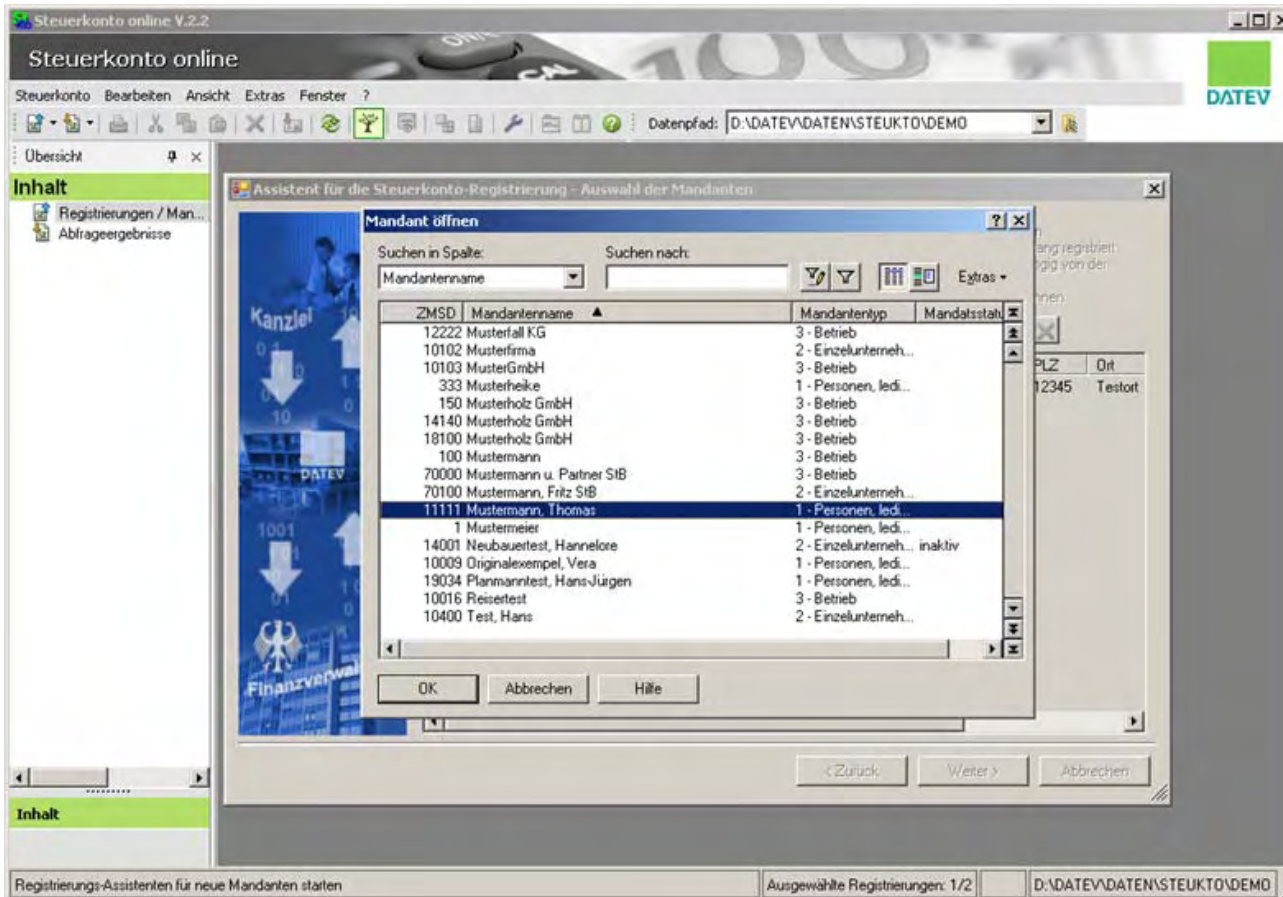 Steuerkonto online V.2.2
Steuerkonto online
DATEV
Steuerkonto Bearbeiten Ansicht Extras Fenster ?
Datenpfad: D:\DATEV\DATEN\STEUKTO\DEMO
Übersicht
Inhalt
Registrierungen / Man...
Abfrageergebnisse
Assistent für die Steuerkonto-Registrierung - Auswahl der Mandanten
Mandant öffnen
Suchen in Spalte: Suchen nach:
Mandantenname
Extras
ZMSD Mandantenname Mandantentyp Mandatsstatu
12222 Musterfall KG 3 - Betrieb
10102 Musterfirma 2 - Einzelunterneh...
10103 MusterGmbH 3 - Betrieb
333 Musterheike 1 - Personen, ledi...
150 Musterholz GmbH 3 - Betrieb
14140 Musterholz GmbH 3 - Betrieb
18100 Musterholz GmbH 3 - Betrieb
100 Mustermann 3 - Betrieb
70000 Mustermann u. Partner StB 3 - Betrieb
70100 Mustermann, Fritz StB 2 - Einzelunterneh...
11111 Mustermann, Thomas 1 - Personen, ledi...
1 Mustermeier 1 - Personen, ledi...
14001 Neubauertest, Hannelore 2 - Einzelunterneh... inaktiv
10009 Originalexempel, Vera 1 - Personen, ledi...
19034 Planmanntest, Hans-Jürgen 1 - Personen, ledi...
10016 Reisertest 3 - Betrieb
10400 Test, Hans 2 - Einzelunterneh...
OK Abbrechen Hilfe
ang registriert
gig von der
PLZ Ort
12345 Testort
Kanzlei
10
DATEV
1001
01
Finanzverwal
< Zurück Weiter > Abbrechen
Inhalt
Registrierungs-Assistenten für neue Mandanten starten Ausgewählte Registrierungen: 1/2 D:\DATEV\DATEN\STEUKTO\DEMO